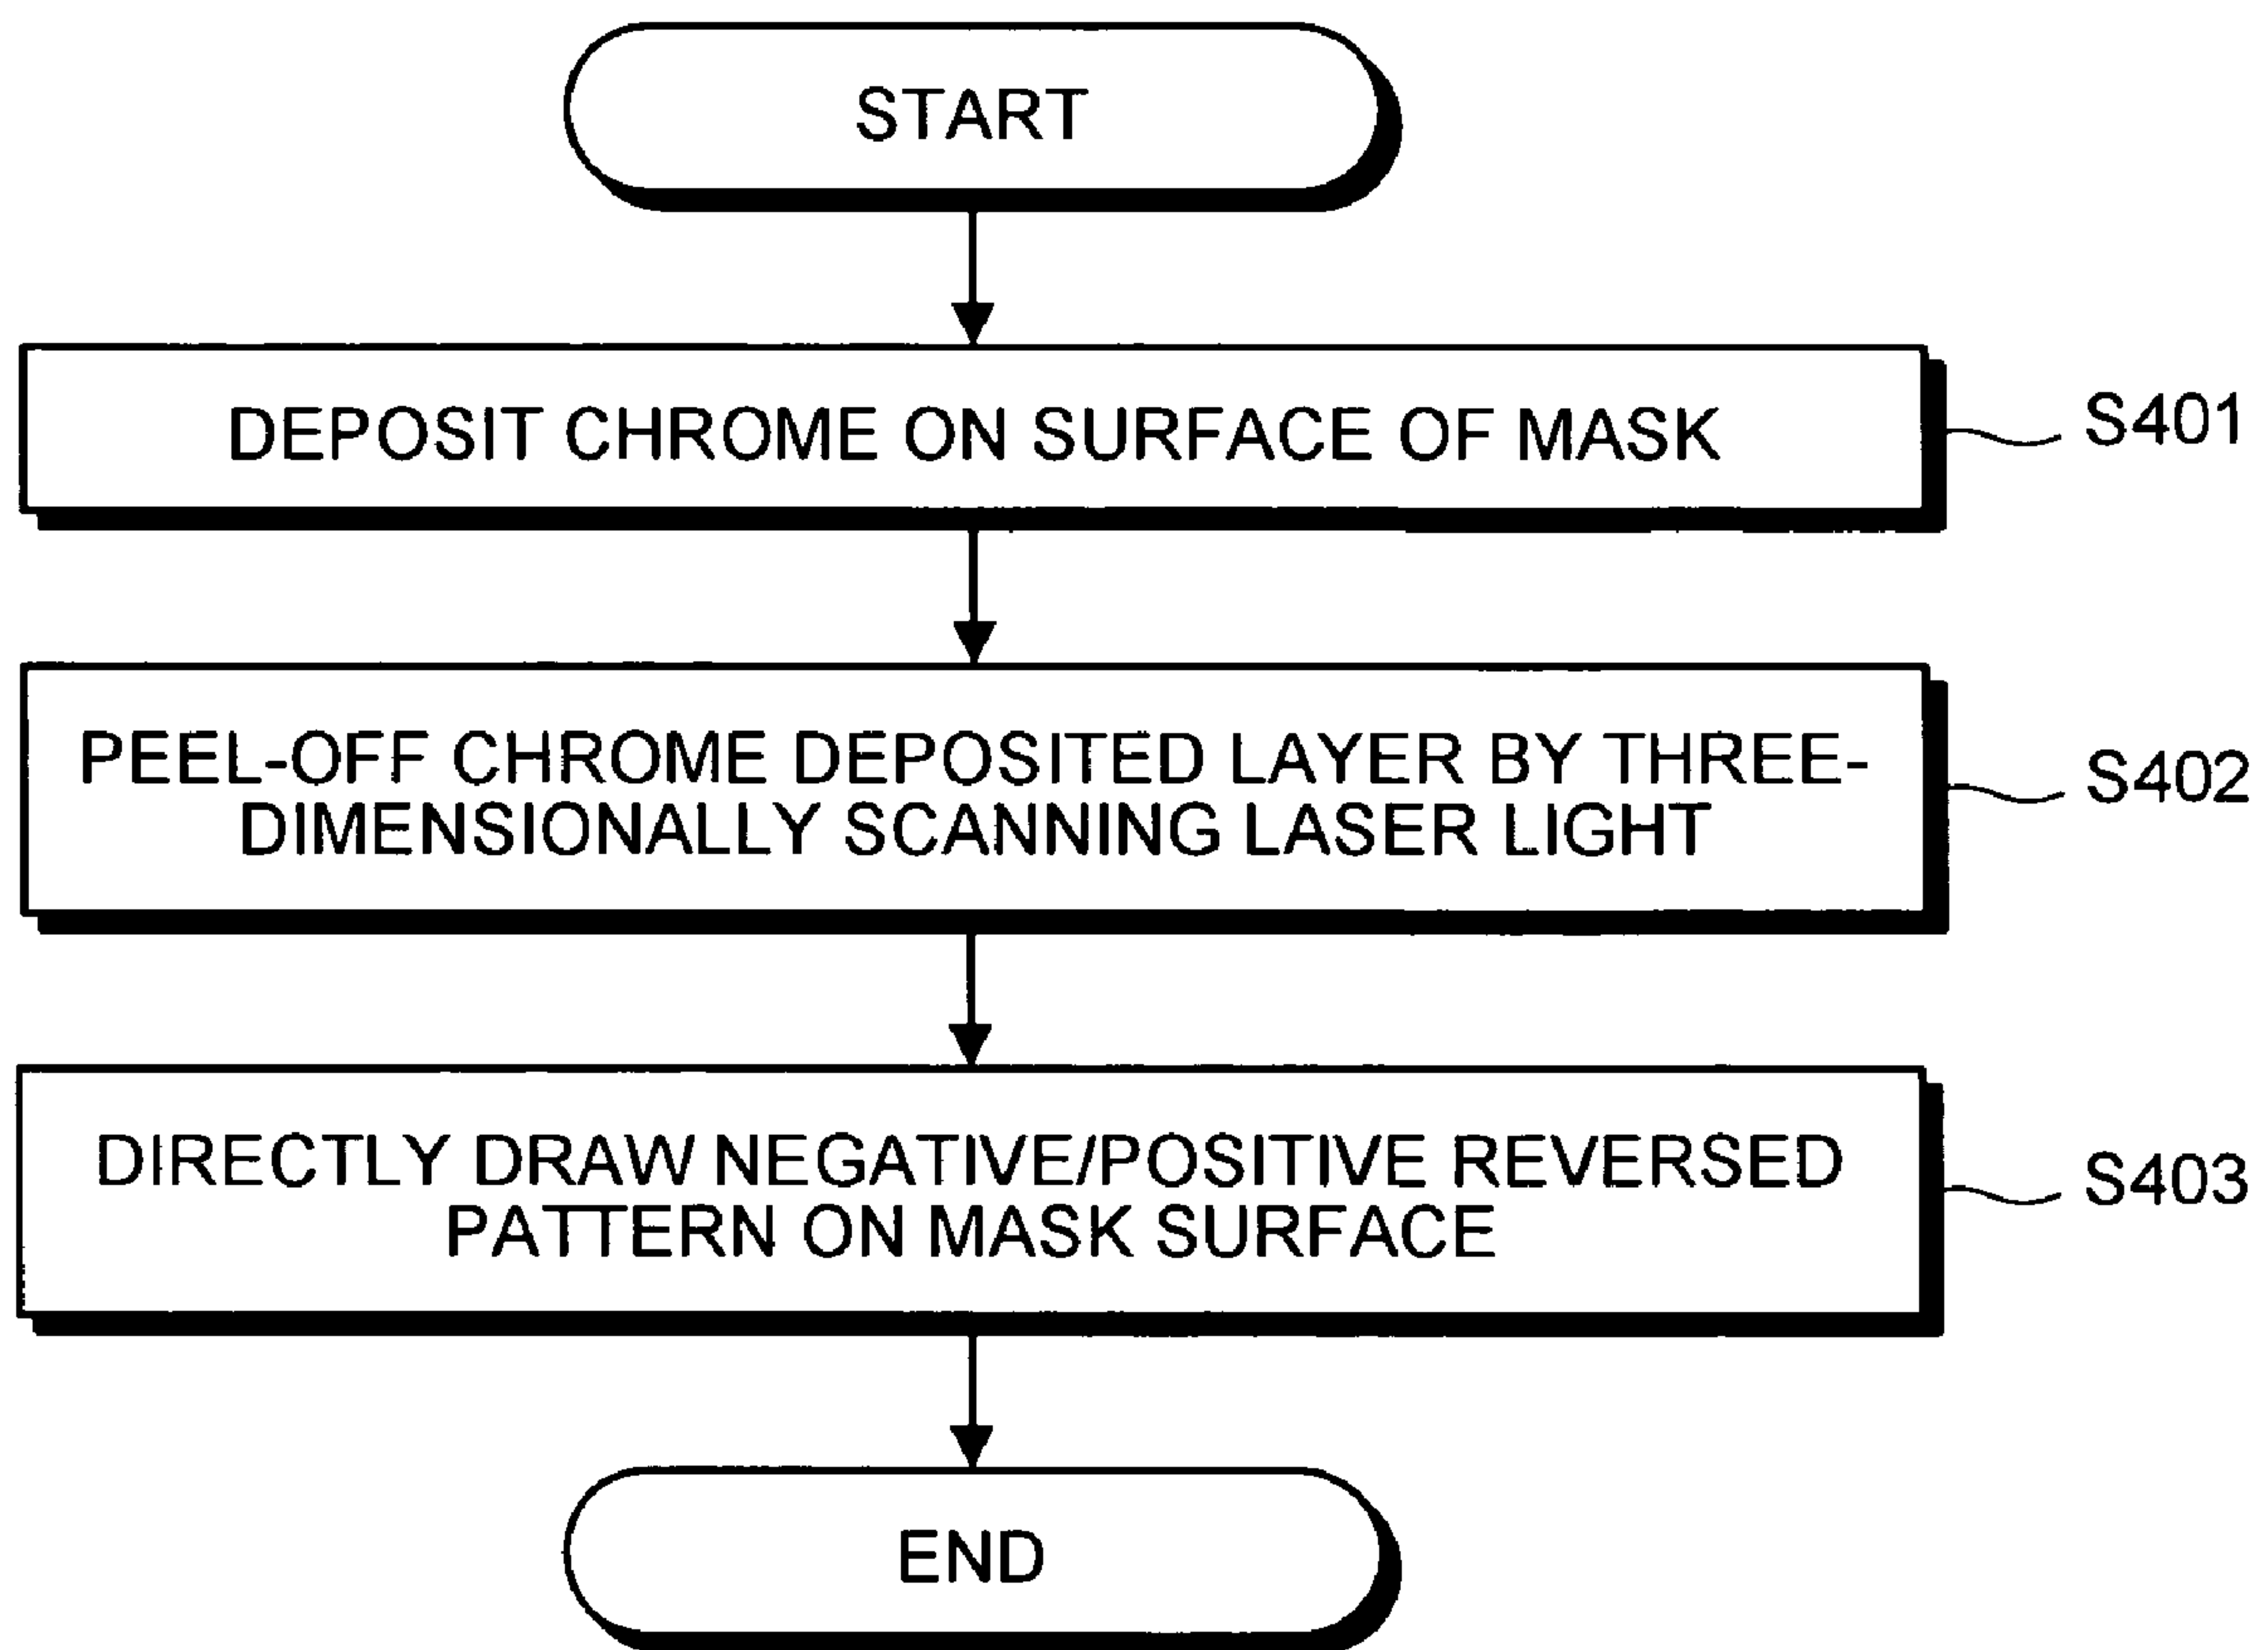 START
DEPOSIT CHROME ON SURFACE OF MASK
S401
PEEL-OFF CHROME DEPOSITED LAYER BY THREE-
DIMENSIONALLY SCANNING LASER LIGHT
S402
DIRECTLY DRAW NEGATIVE/POSITIVE REVERSED
PATTERN ON MASK SURFACE
S403
END